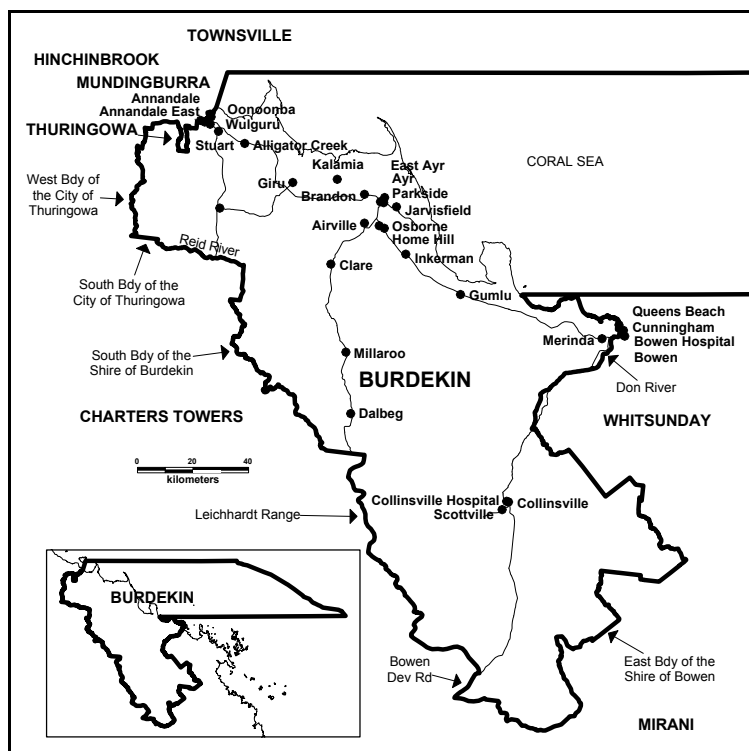 TOWNSVILLE
HINCHINBROOK
MUNDINGBURRA
Annandale
Annandale East
Oonoonba
Wulguru
THURINGOWA
Stuart
Alligator Creek
CORAL SEA
Kalamia
East Ayr
Ayr
Giru
Brandon
Parkside
Jarvisfield
West Bdy of
the City of
Thuringowa
Airville
Osborne
Home Hill
Reid River
Inkerman
Clare
South Bdy of the
City of Thuringowa
Gumlu
Queens Beach
Cunningham
Bowen Hospital
Bowen
Merinda
South Bdy of the
Shire of Burdekin
Millaroo
BURDEKIN
Don River
CHARTERS TOWERS
Dalbeg
WHITSUNDAY
0 20 40
kilometers
Collinsville Hospital
Collinsville
Scottville
Leichhardt Range
BURDEKIN
Bowen
Dev Rd
East Bdy of the
Shire of Bowen
MIRANI